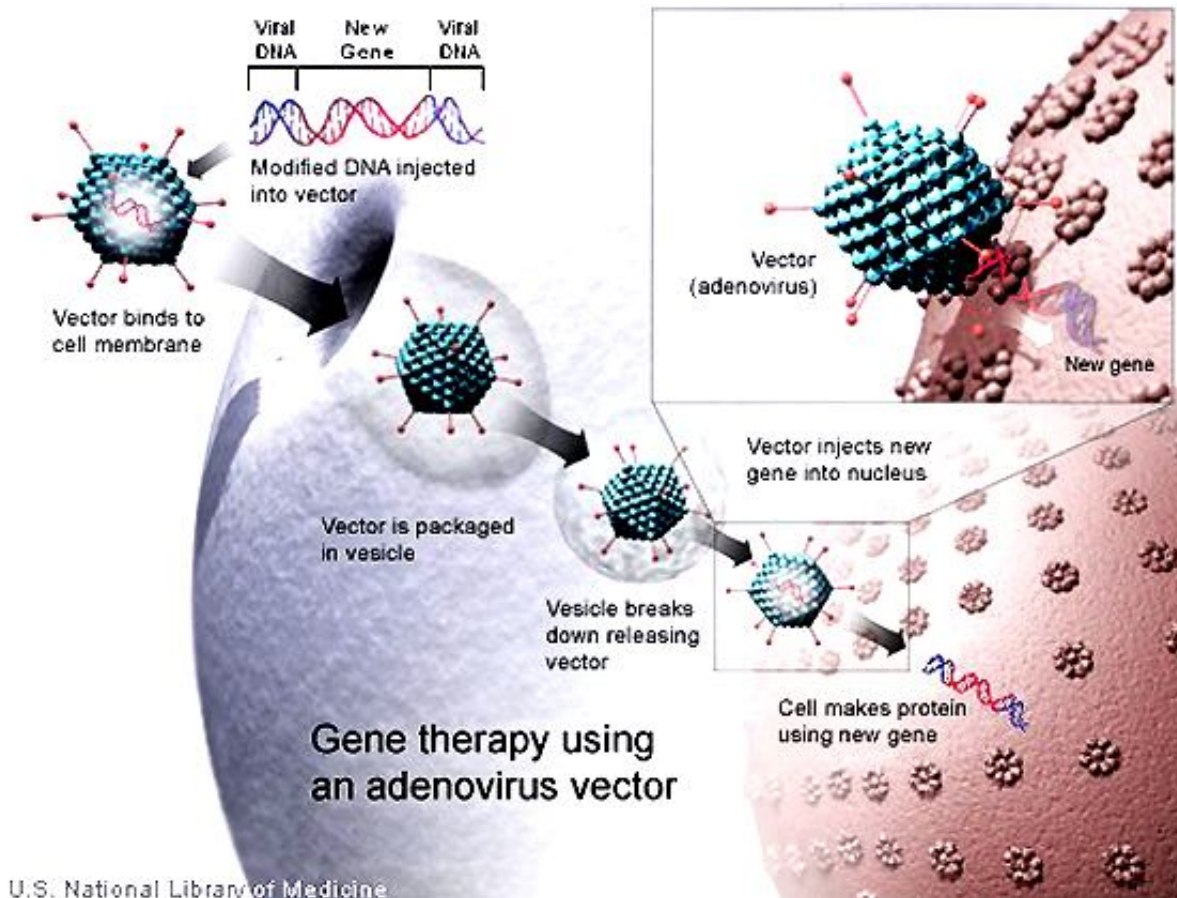 Viral
DNA
New
Gene
Viral
DNA
Modified DNA injected
into vector
Vector binds to
cell membrane
Vector
(adenovirus)
New gene
Vector injects new
gene into nucleus
Vector is packaged
in vesicle
Vesicle breaks
down releasing
vector
Cell makes protein
using new gene
Gene therapy using
an adenovirus vector
U.S. National Library of Medicine